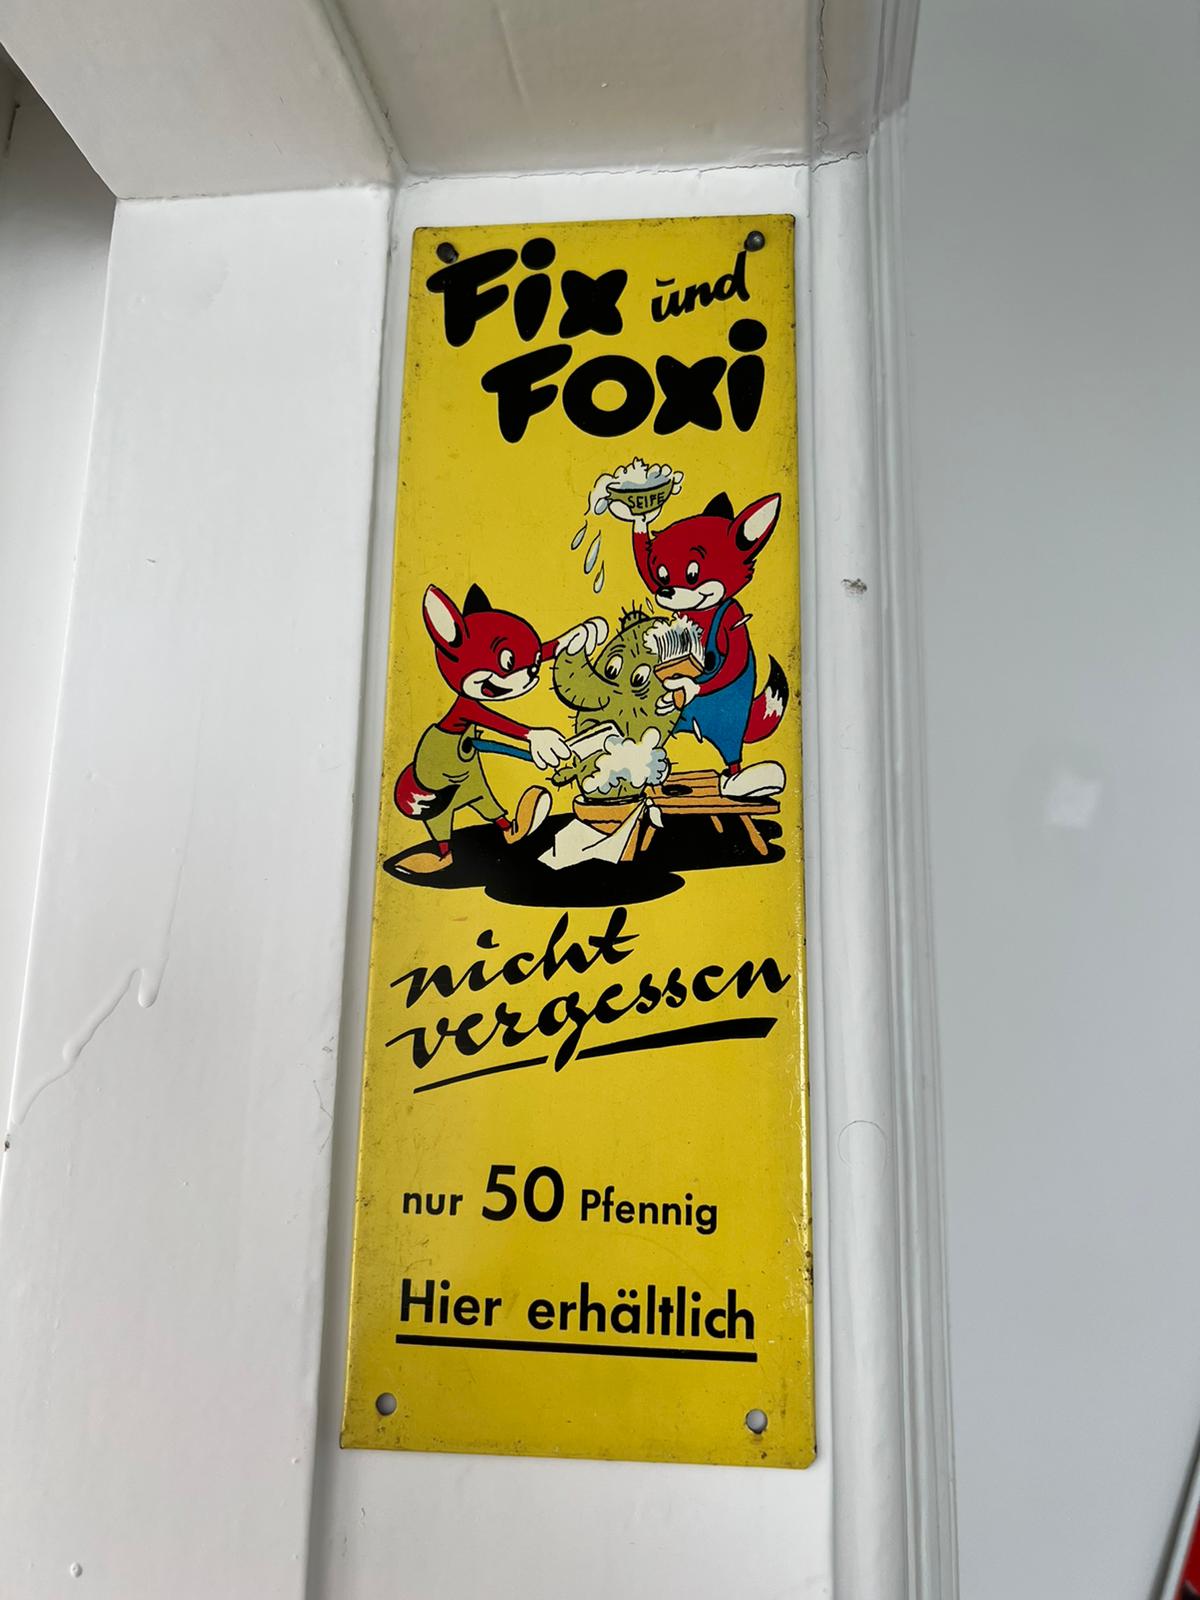 Fix und
Foxi
SEIFE
nicht
vergessen
nur 50 Pfennig
Hier erhältlich